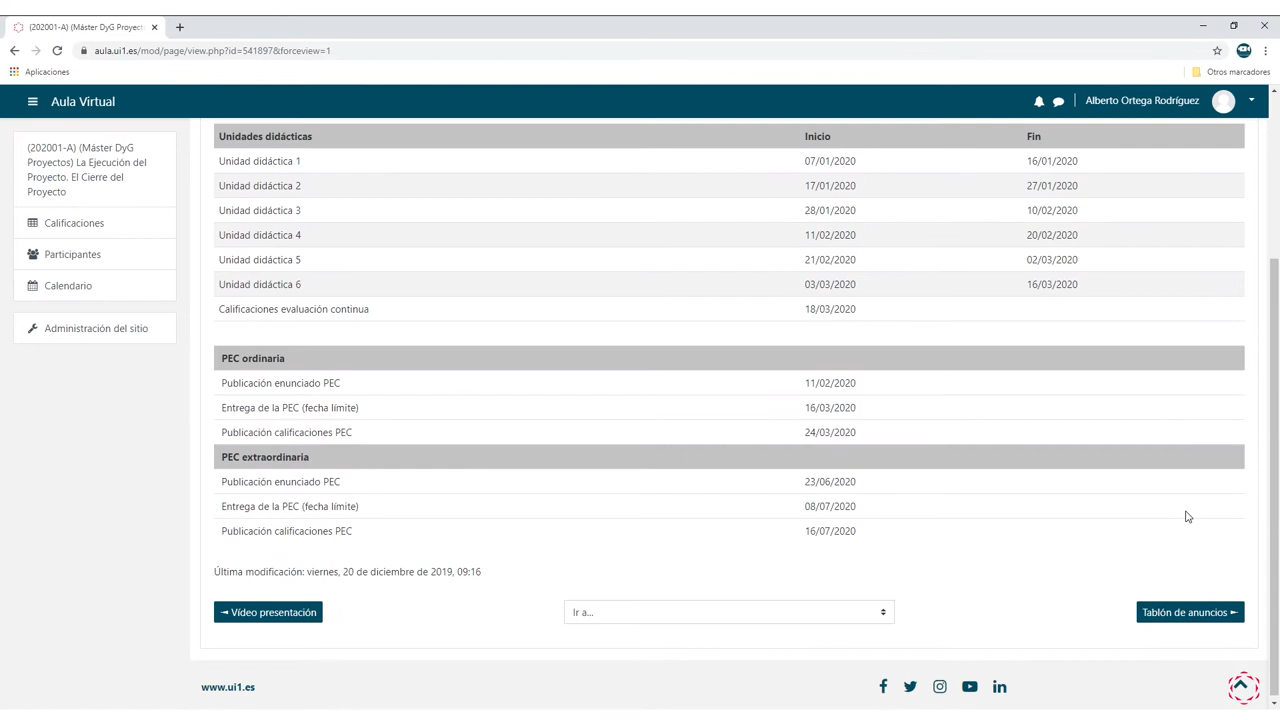 (202001-A) (Máster DyG Proyect
aula.ui1.es/mod/page/view.php?id=541897&forceview=1
Aplicaciones
Otros marcadores
Aula Virtual
Alberto Ortega Rodríguez
(202001-A) (Máster DyG
Proyectos) La Ejecución del
Proyecto. El Cierre del
Proyecto
Calificaciones
Participantes
Calendario
Administración del sitio
Unidades didácticas Inicio Fin
Unidad didáctica 1 07/01/2020 16/01/2020
Unidad didáctica 2 17/01/2020 27/01/2020
Unidad didáctica 3 28/01/2020 10/02/2020
Unidad didáctica 4 11/02/2020 20/02/2020
Unidad didáctica 5 21/02/2020 02/03/2020
Unidad didáctica 6 03/03/2020 16/03/2020
Calificaciones evaluación continua 18/03/2020
PEC ordinaria
Publicación enunciado PEC 11/02/2020
Entrega de la PEC (fecha límite) 16/03/2020
Publicación calificaciones PEC 24/03/2020
PEC extraordinaria
Publicación enunciado PEC 23/06/2020
Entrega de la PEC (fecha límite) 08/07/2020
Publicación calificaciones PEC 16/07/2020
Última modificación: viernes, 20 de diciembre de 2019, 09:16
◄ Vídeo presentación
Ir a...
Tablón de anuncios ►
www.ui1.es